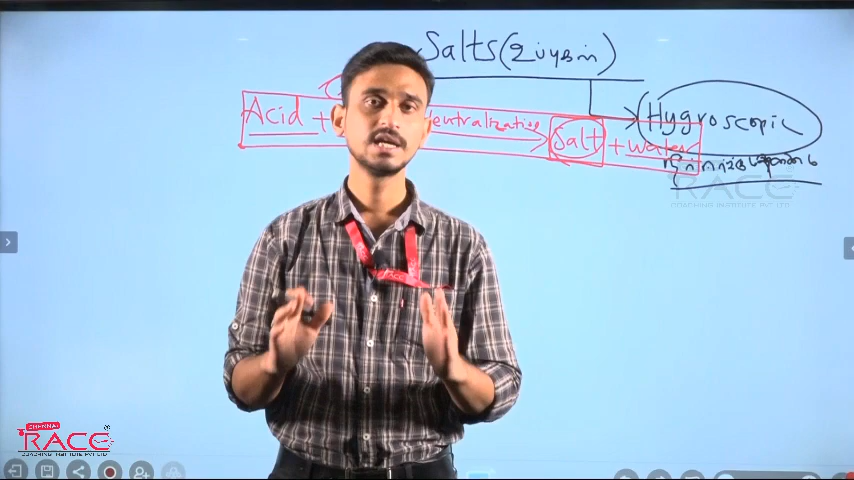 Salts (உப்புகள்)
Hygroscopic
Acid +
Neutralization
Salt + water
RACE
COACHING INSTITUTE PVT LTD
CHENNAI
RACE
COACHING INSTITUTE PVT LTD